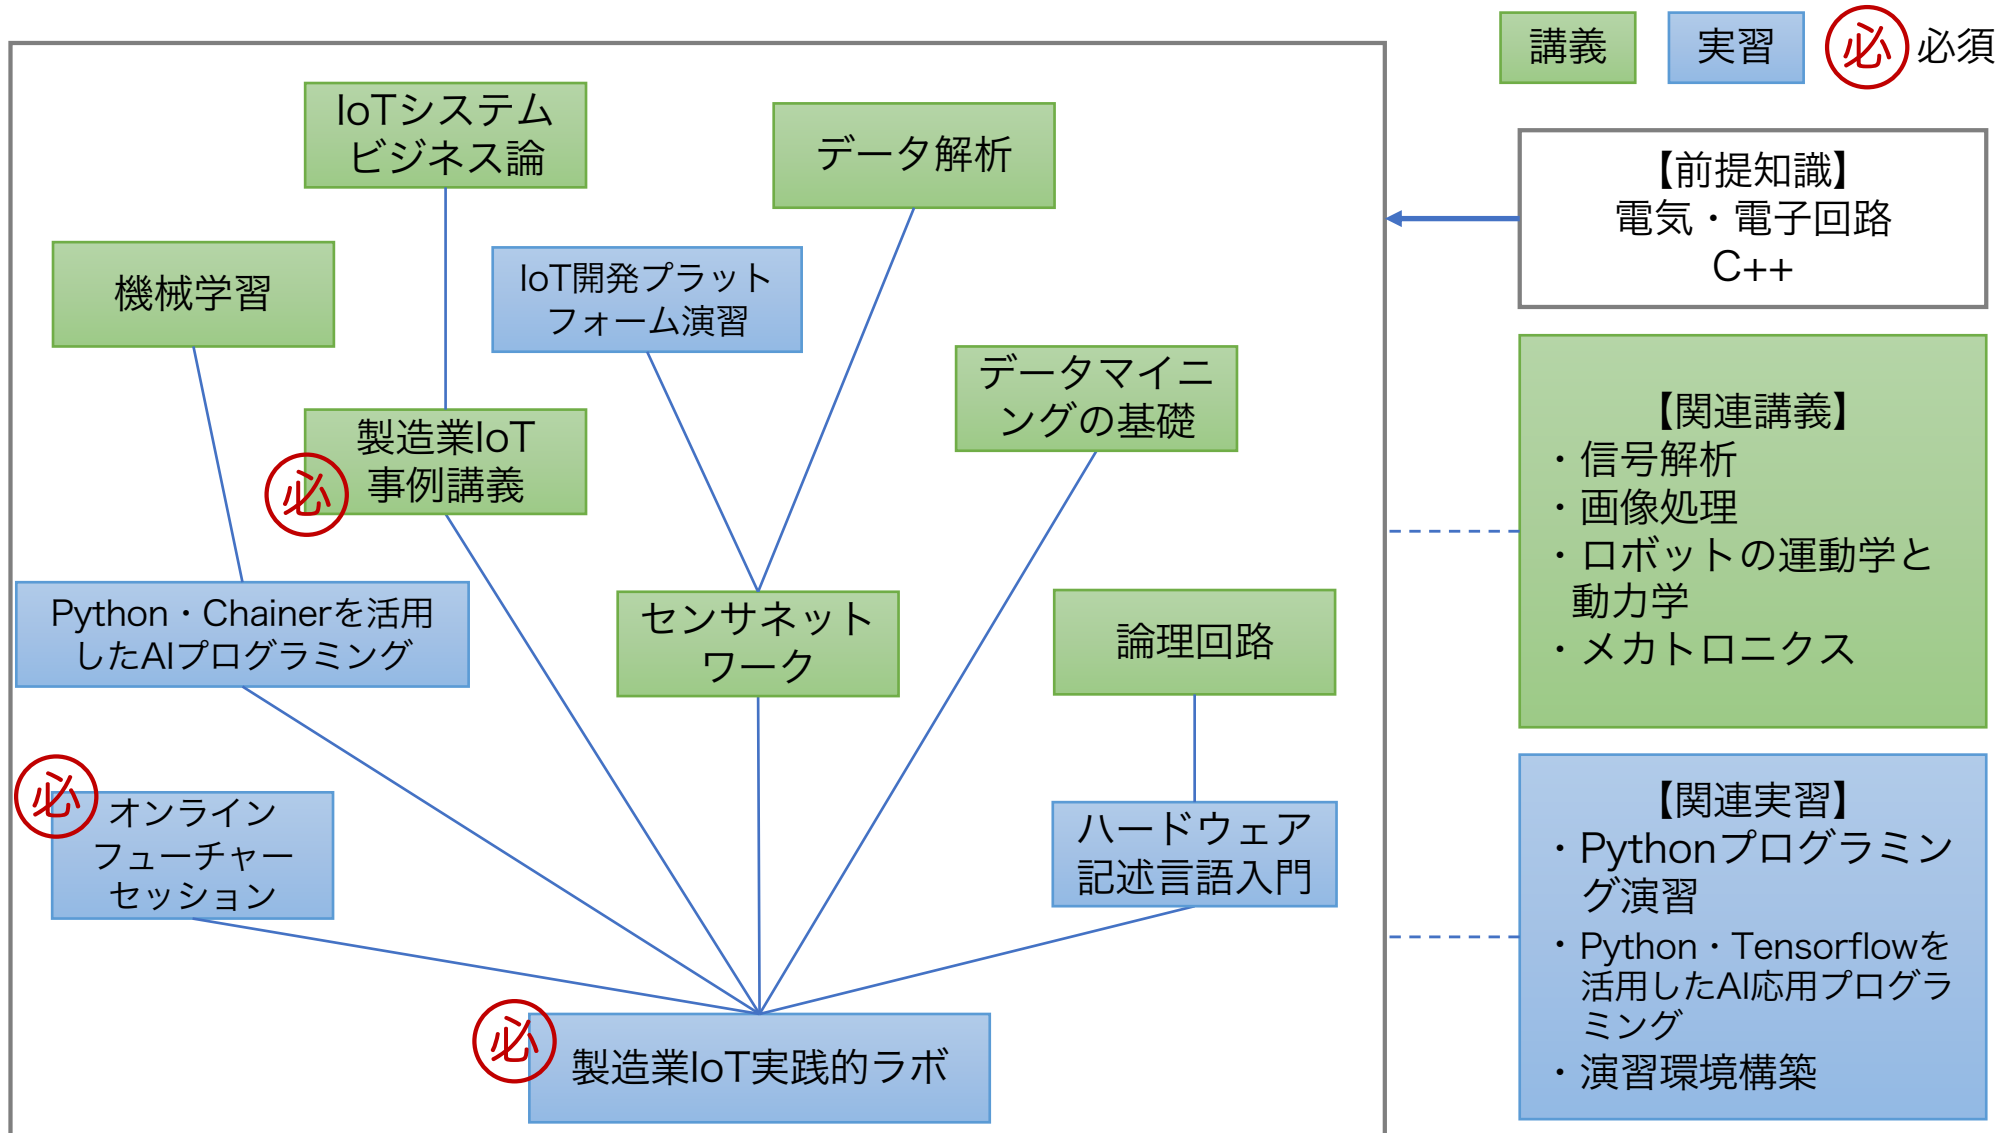 講義
実習
必 必須
IoTシステム
ビジネス論
データ解析
【前提知識】
電気・電子回路
C++
機械学習
IoT開発プラット
フォーム演習
データマイニ
ングの基礎
製造業IoT
事例講義
必
【関連講義】
・信号解析
・画像処理
・ロボットの運動学と
動力学
・メカトロニクス
Python・Chainerを活用
したAIプログラミング
センサネット
ワーク
論理回路
必
オンライン
フューチャー
セッション
ハードウェア
記述言語入門
【関連実習】
・Pythonプログラミン
グ演習
・Python・Tensorflowを
活用したAI応用プログラ
ミング
・演習環境構築
必
製造業IoT実践的ラボ